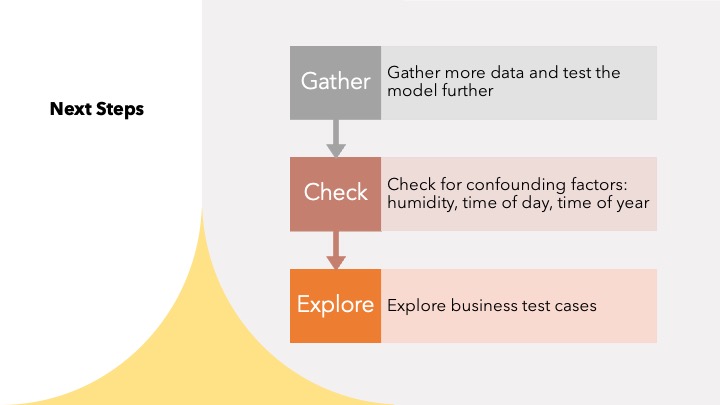 Next Steps
Gather
Gather more data and test the
model further
Check
Check for confounding factors:
humidity, time of day, time of year
Explore
Explore business test cases